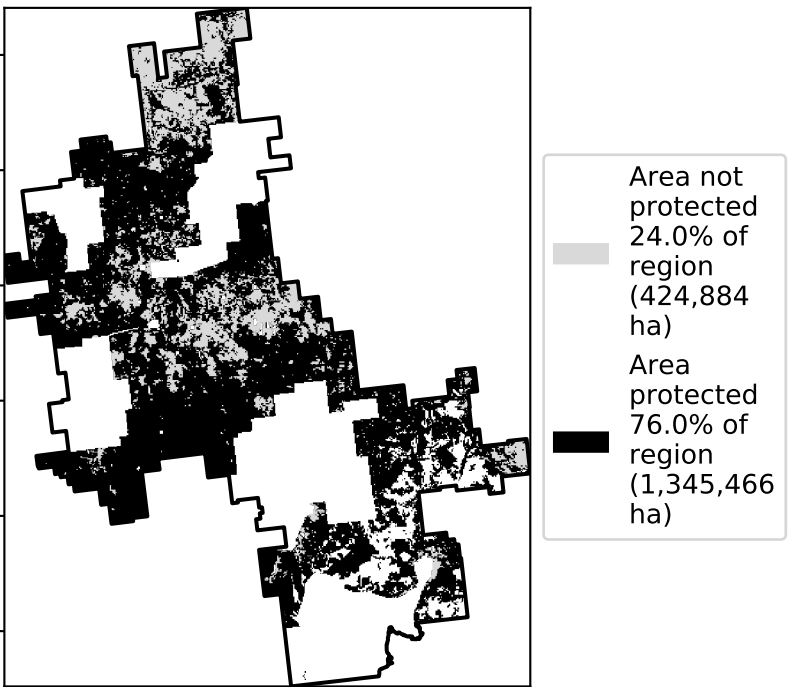 Area not
protected
24.0% of
region
(424,884
ha)
Area
protected
76.0% of
region
(1,345,466
ha)